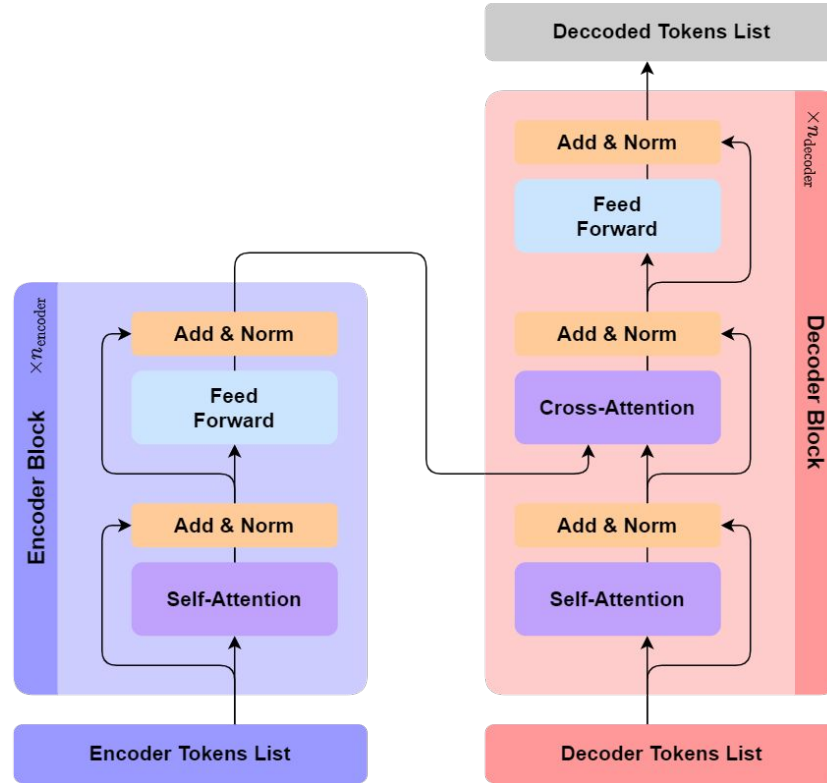 Deccoded Tokens List
×n_decoder
Decoder Block
Add & Norm
Feed
Forward
Add & Norm
Cross-Attention
Add & Norm
Self-Attention
Decoder Tokens List
×n_encoder
Encoder Block
Add & Norm
Feed
Forward
Add & Norm
Self-Attention
Encoder Tokens List